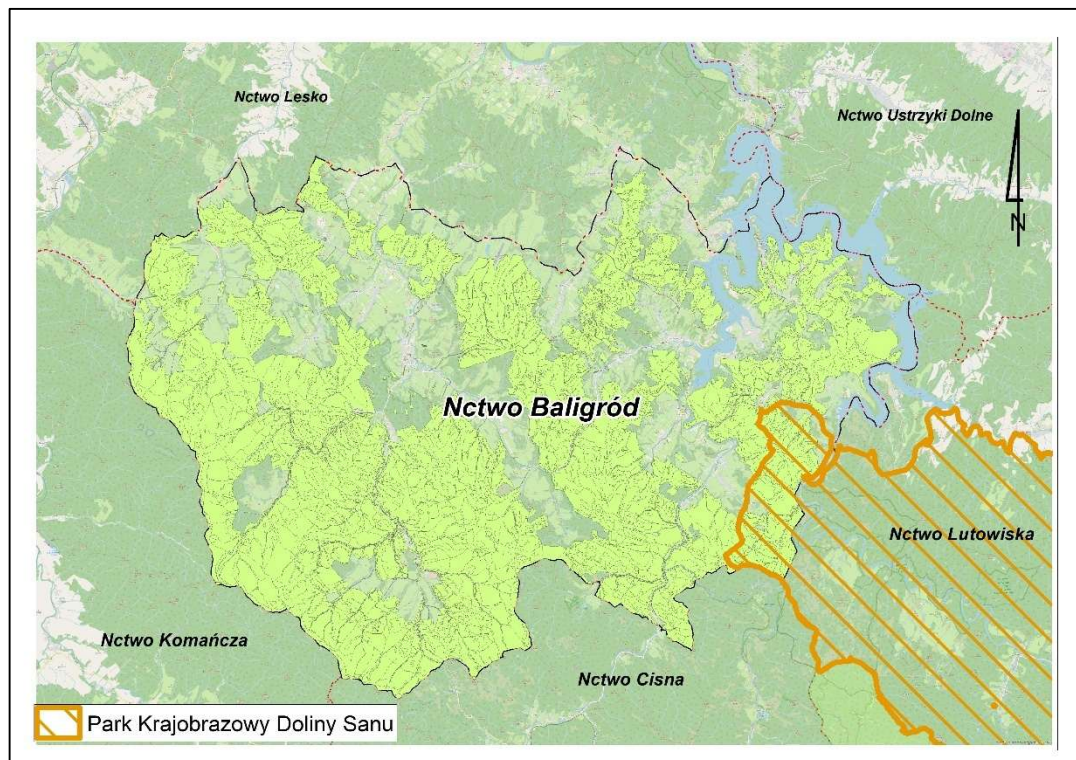 Nctwo Lesko
Nctwo Ustrzyki Dolne
N
Nctwo Baligród
Nctwo Lutowiska
Nctwo Komańcza
Nctwo Cisna
Park Krajobrazowy Doliny Sanu